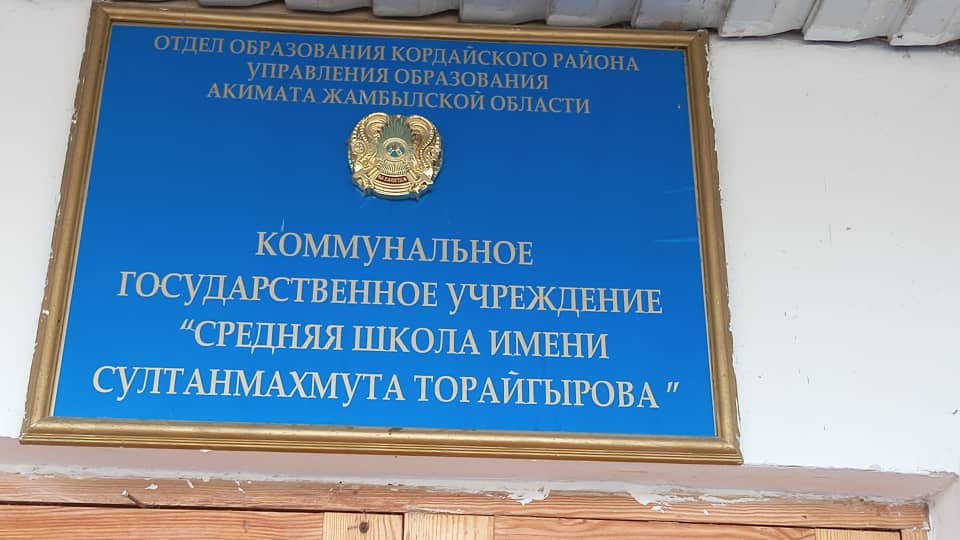 ОТДЕЛ ОБРАЗОВАНИЯ КОРДАЙСКОГО РАЙОНА
УПРАВЛЕНИЯ ОБРАЗОВАНИЯ
АКИМАТА ЖАМБЫЛСКОЙ ОБЛАСТИ
КОММУНАЛЬНОЕ
ГОСУДАРСТВЕННОЕ УЧРЕЖДЕНИЕ
“СРЕДНЯЯ ШКОЛА ИМЕНИ
СУЛТАНМАХМУТА ТОРАЙГЫРОВА ”